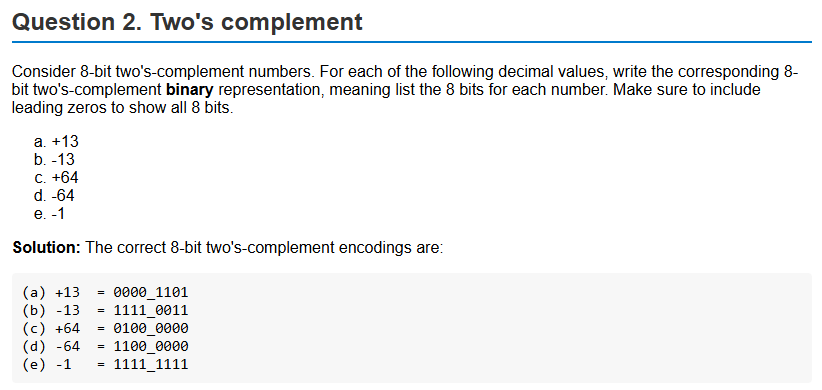 Question 2. Two's complement
Consider 8-bit two's-complement numbers. For each of the following decimal values, write the corresponding 8-
bit two's-complement binary representation, meaning list the 8 bits for each number. Make sure to include
leading zeros to show all 8 bits.
a. +13
b. -13
c. +64
d. -64
e. -1
Solution: The correct 8-bit two's-complement encodings are:
(a) +13  = 0000_1101
(b) -13  = 1111_0011
(c) +64  = 0100_0000
(d) -64  = 1100_0000
(e) -1   = 1111_1111